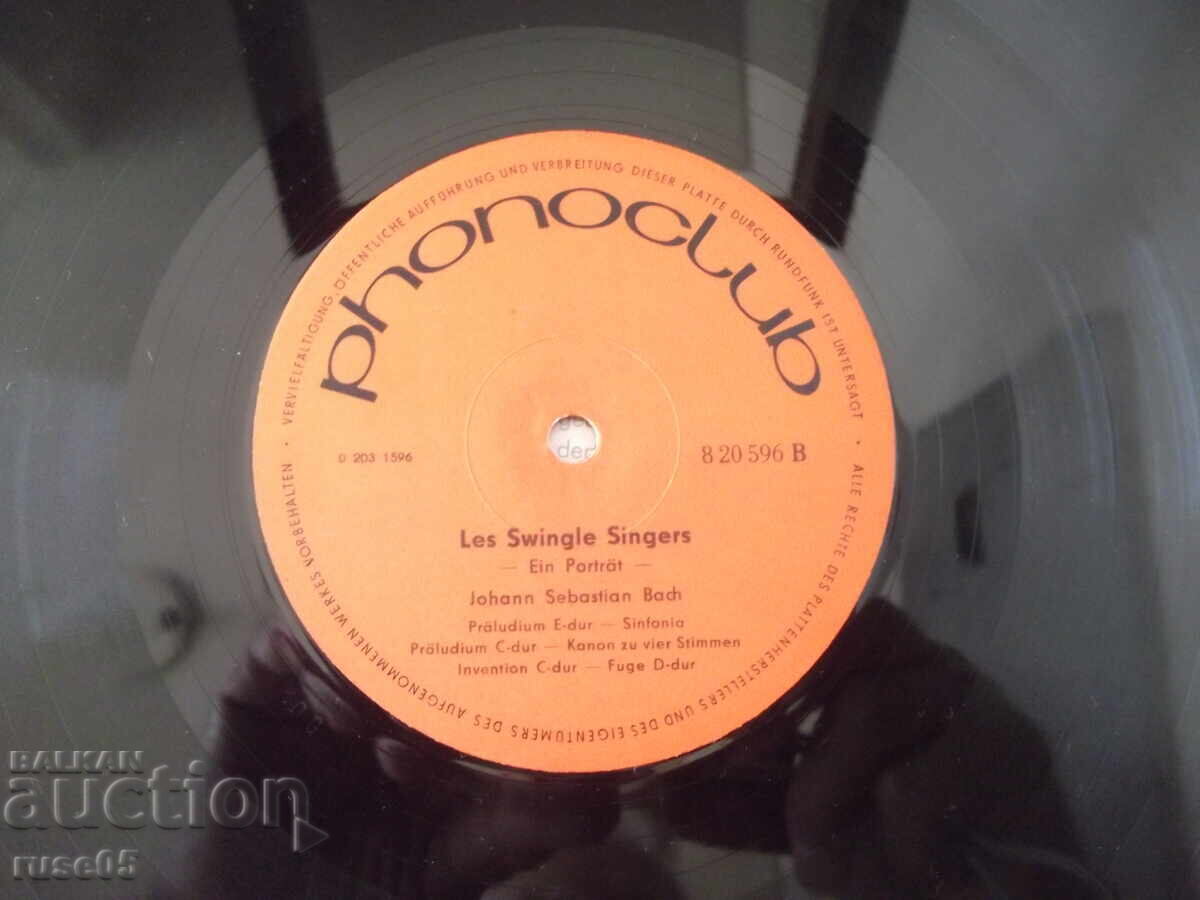 phonoclub
ALLE RECHTE DES PLATTENHERSTELLERS UND DES EIGENTÜMERS DES AUFGENOMMENEN WERKES VORBEHALTEN · VERVIELFÄLTIGUNG, ÖFFENTLICHE AUFFÜHRUNG UND VERBREITUNG DIESER PLATTE DURCH RUNDFUNK IST UNTERSAGT ·
0 203 1596
8 20 596 B
der
Les Swingle Singers
— Ein Porträt —
Johann Sebastian Bach
Präludium E-dur — Sinfonia
Präludium C-dur — Kanon zu vier Stimmen
Invention C-dur — Fuge D-dur
BALKAN
auction
ruse05